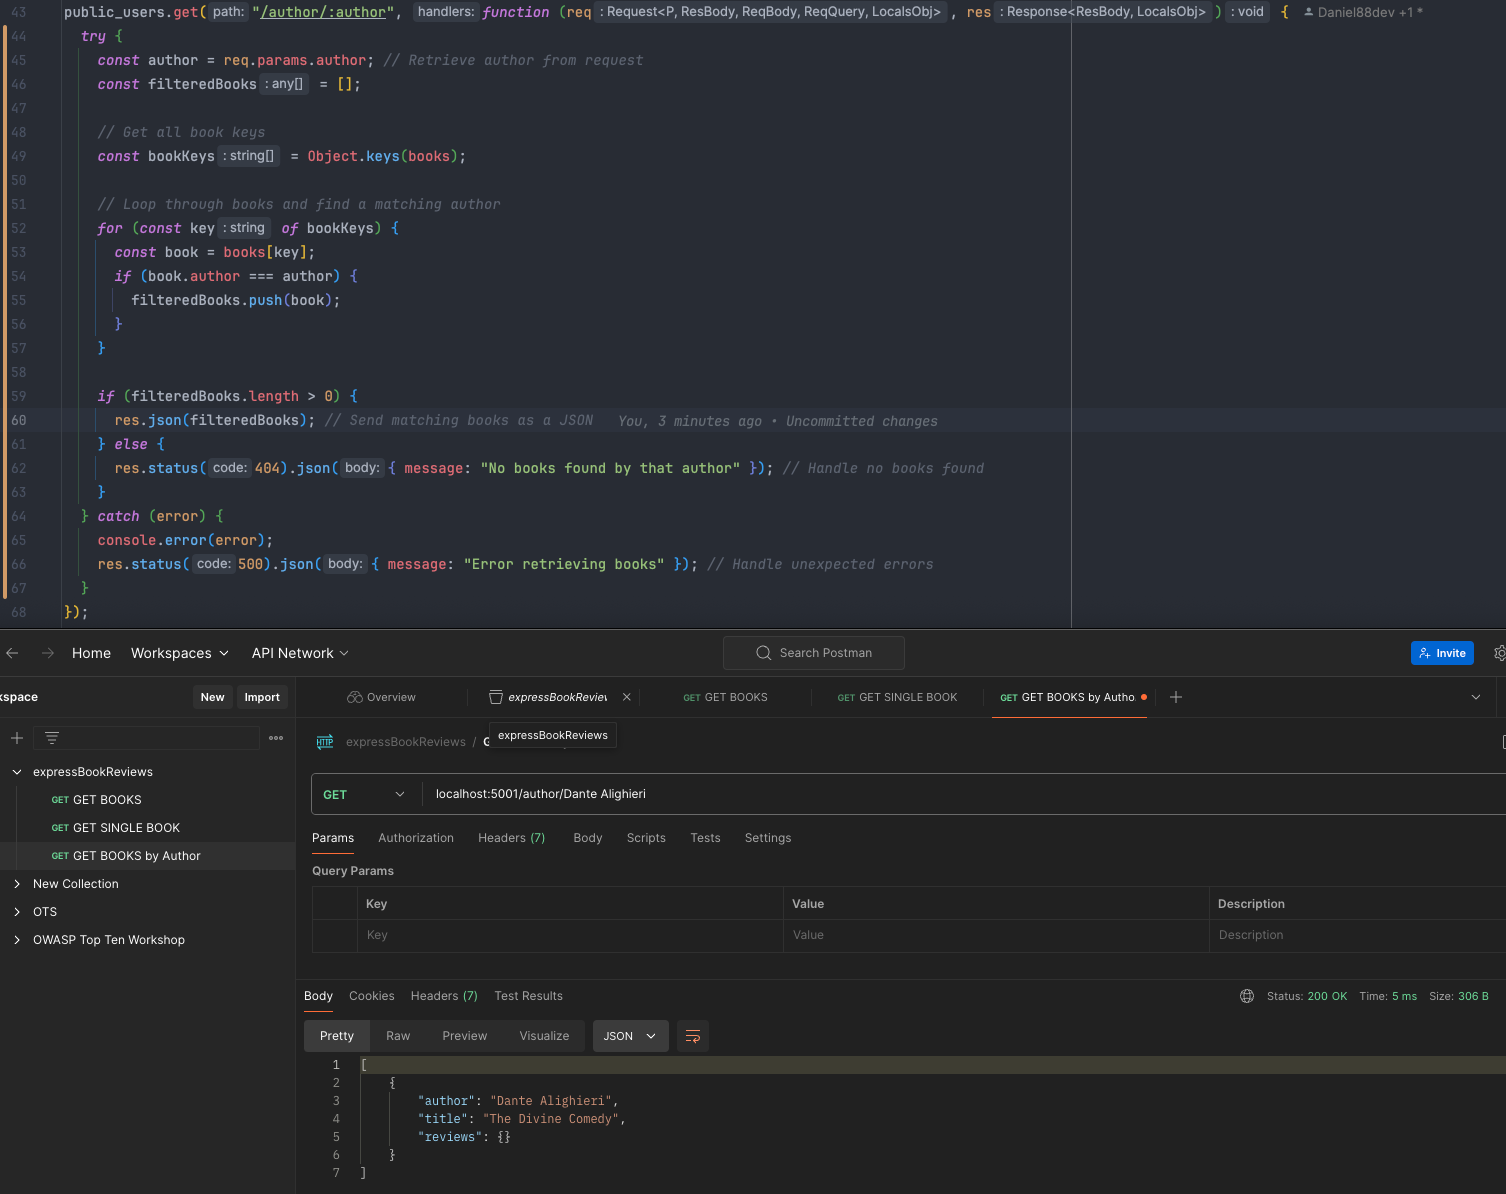 43 public_users.get( path: "/author/:author", handlers: function (req : Request<P, ResBody, ReqBody, ReqQuery, LocalsObj> , res : Response<ResBody, LocalsObj> ) : void { Daniel88dev +1 *
44 try {
45 const author = req.params.author; // Retrieve author from request
46 const filteredBooks : any[] = [];
47
48 // Get all book keys
49 const bookKeys : string[] = Object.keys(books);
50
51 // Loop through books and find a matching author
52 for (const key : string of bookKeys) {
53 const book = books[key];
54 if (book.author === author) {
55 filteredBooks.push(book);
56 }
57 }
58
59 if (filteredBooks.length > 0) {
60 res.json(filteredBooks); // Send matching books as a JSON You, 3 minutes ago • Uncommitted changes
61 } else {
62 res.status( code: 404).json( body: { message: "No books found by that author" }); // Handle no books found
63 }
64 } catch (error) {
65 console.error(error);
66 res.status( code: 500).json( body: { message: "Error retrieving books" }); // Handle unexpected errors
67 }
68 });
Home Workspaces API Network Search Postman Invite
kspace New Import Overview expressBookReviev GET GET BOOKS GET GET SINGLE BOOK GET GET BOOKS by Autho
expressBookReviews
HTTP expressBookReviews / G
expressBookReviews
GET GET BOOKS
GET GET SINGLE BOOK
GET GET BOOKS by Author
New Collection
OTS
OWASP Top Ten Workshop
GET localhost:5001/author/Dante Alighieri
Params Authorization Headers (7) Body Scripts Tests Settings
Query Params
Key Value Description
Key Value Description
Body Cookies Headers (7) Test Results Status: 200 OK Time: 5 ms Size: 306 B
Pretty Raw Preview Visualize JSON
1 [
2 {
3 "author": "Dante Alighieri",
4 "title": "The Divine Comedy",
5 "reviews": {}
6 }
7 ]